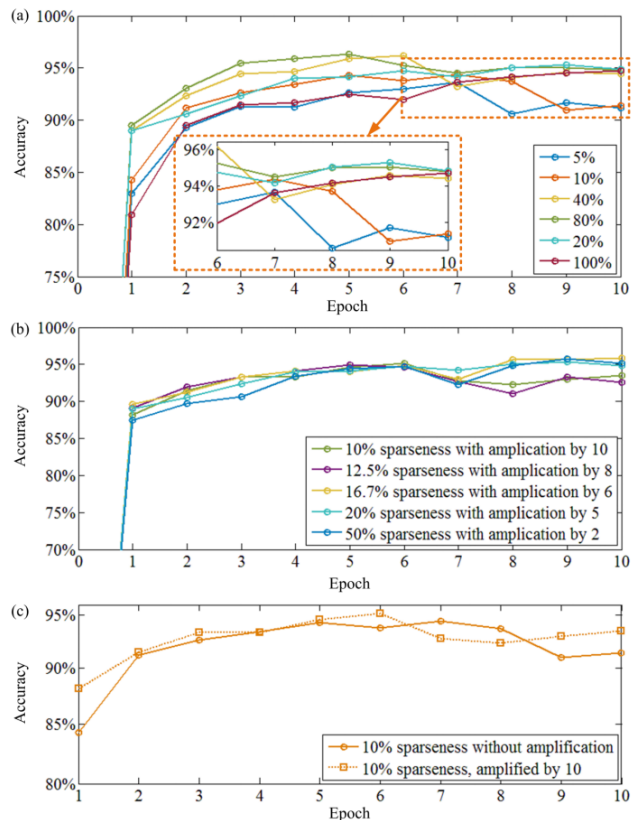 (a)
100%
95%
90%
85%
80%
75%
Accuracy
96%
94%
92%
6 7 8 9 10
5%
10%
40%
80%
20%
100%
0 1 2 3 4 5 6 7 8 9 10
Epoch
(b)
100%
95%
90%
85%
80%
75%
70%
Accuracy
10% sparseness with amplication by 10
12.5% sparseness with amplication by 8
16.7% sparseness with amplication by 6
20% sparseness with amplication by 5
50% sparseness with amplication by 2
0 1 2 3 4 5 6 7 8 9 10
Epoch
(c)
95%
90%
85%
80%
Accuracy
10% sparseness without amplification
10% sparseness, amplified by 10
1 2 3 4 5 6 7 8 9 10
Epoch